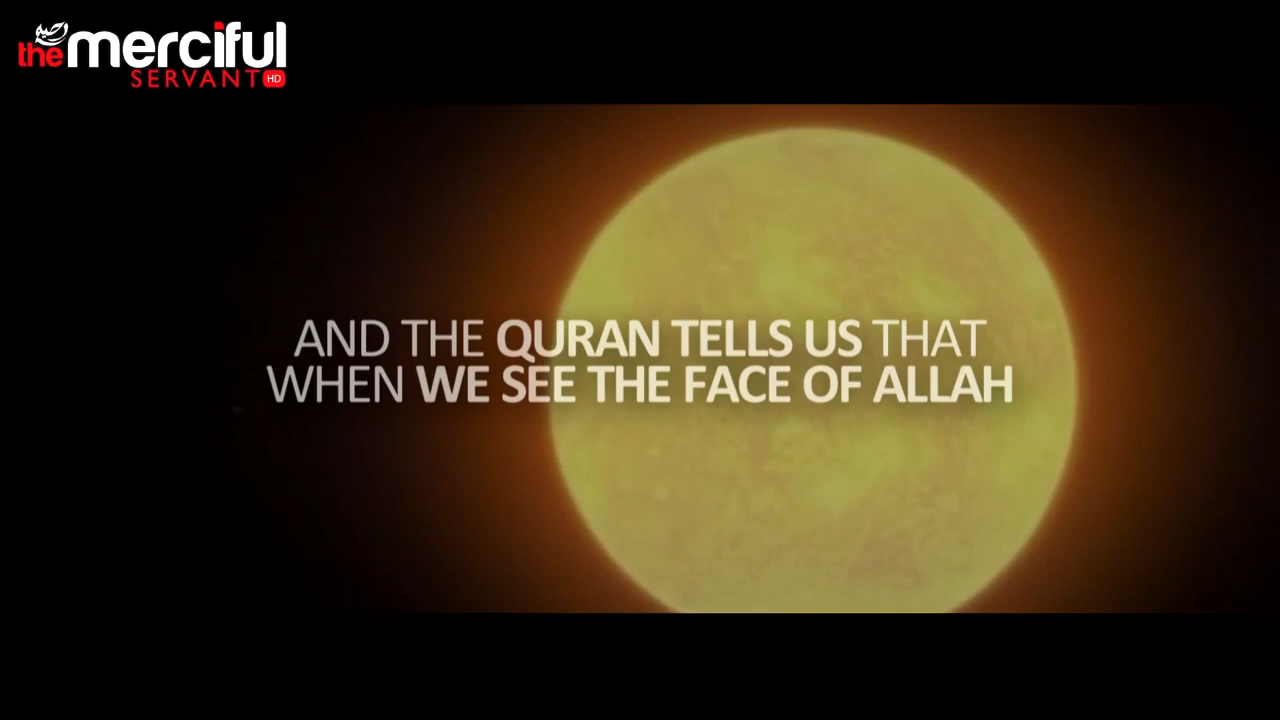 the merciful
SERVANT HD
AND THE QURAN TELLS US THAT
WHEN WE SEE THE FACE OF ALLAH